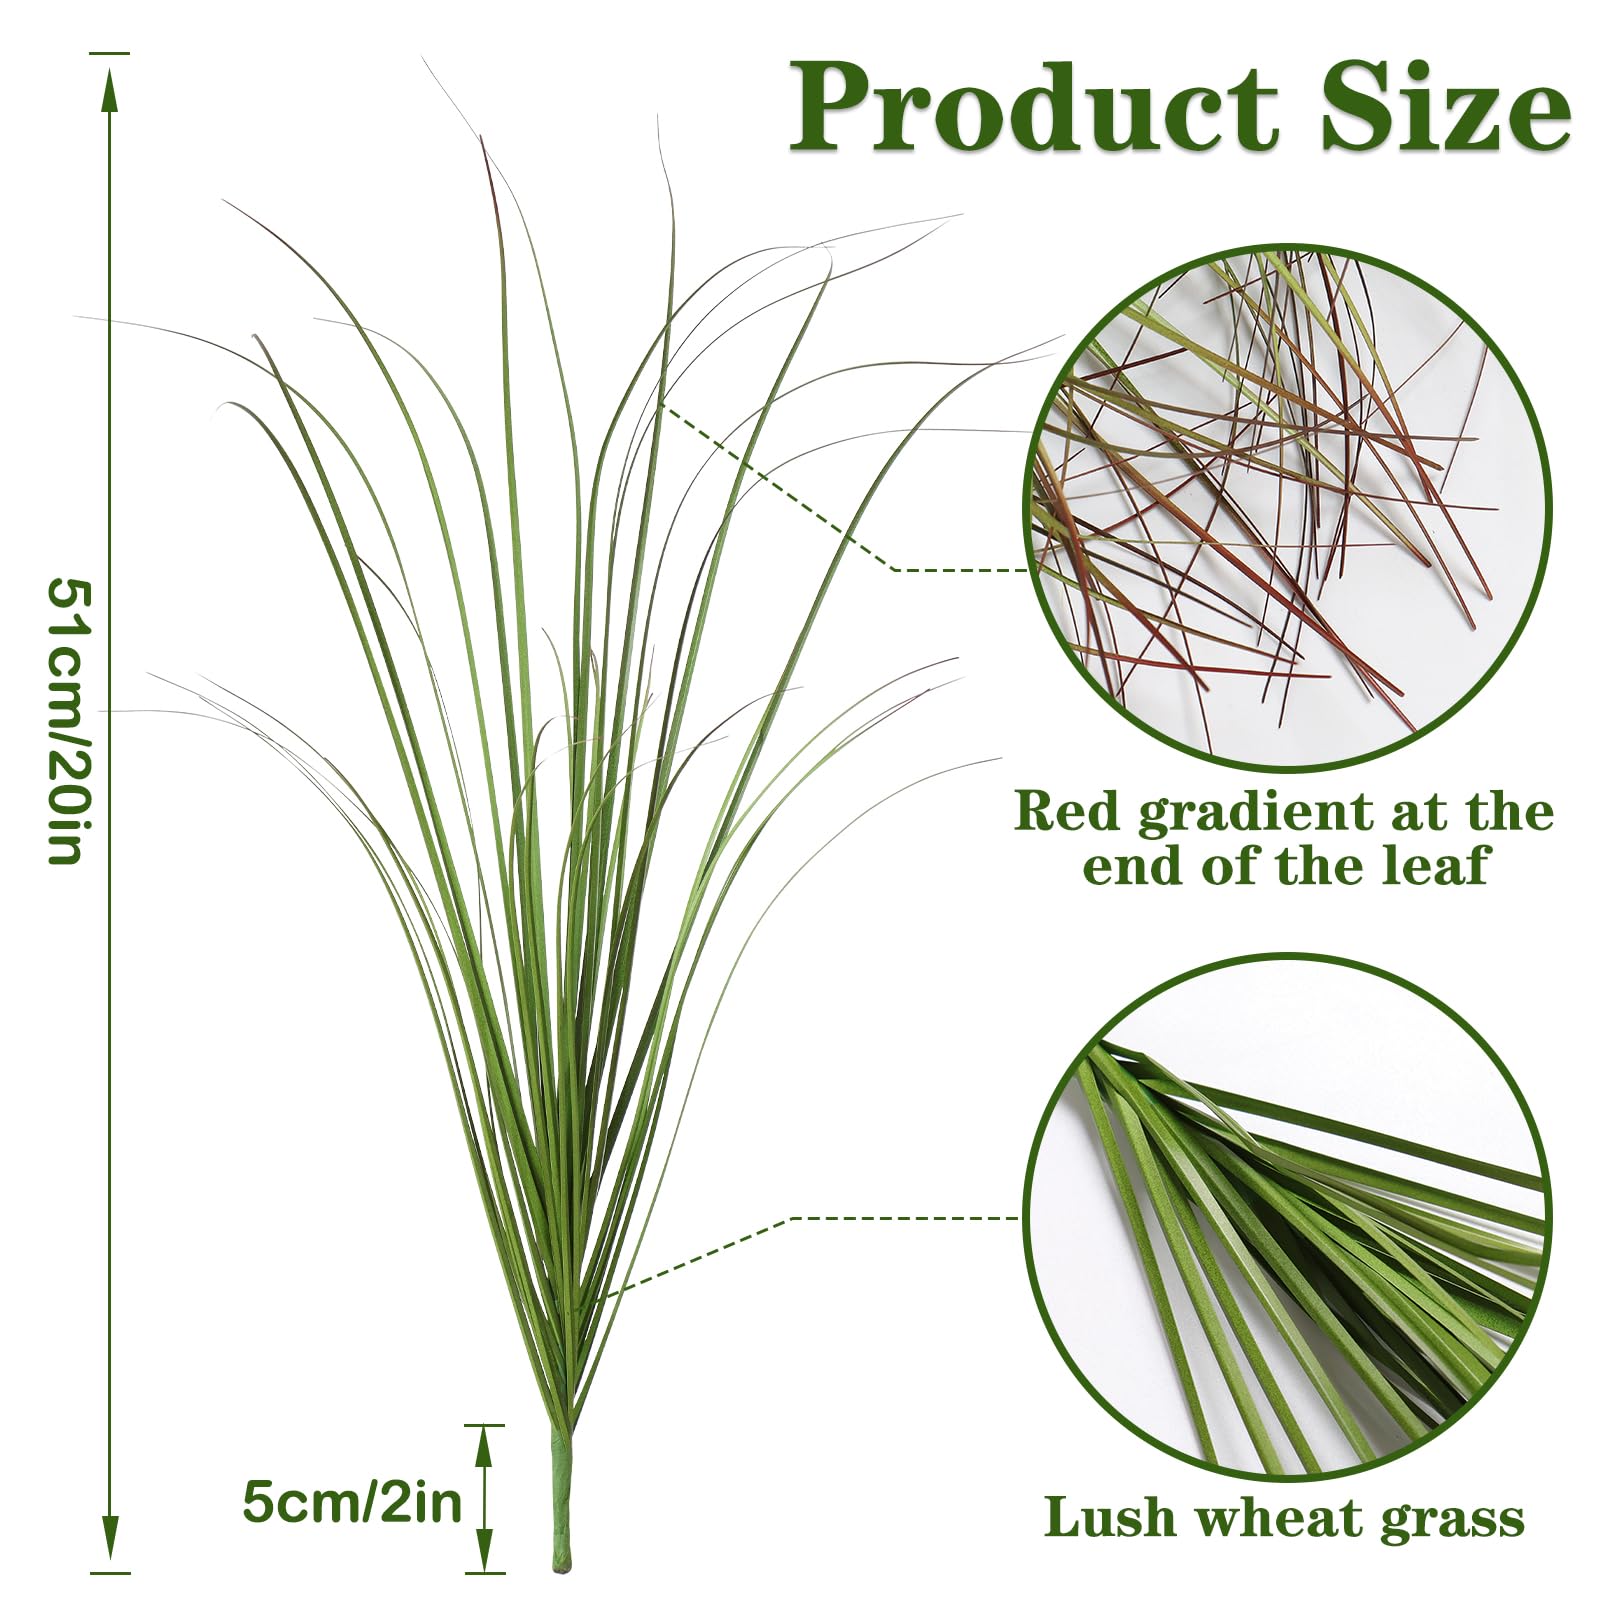 Product Size
51cm/20in
Red gradient at the
end of the leaf
5cm/2in
Lush wheat grass